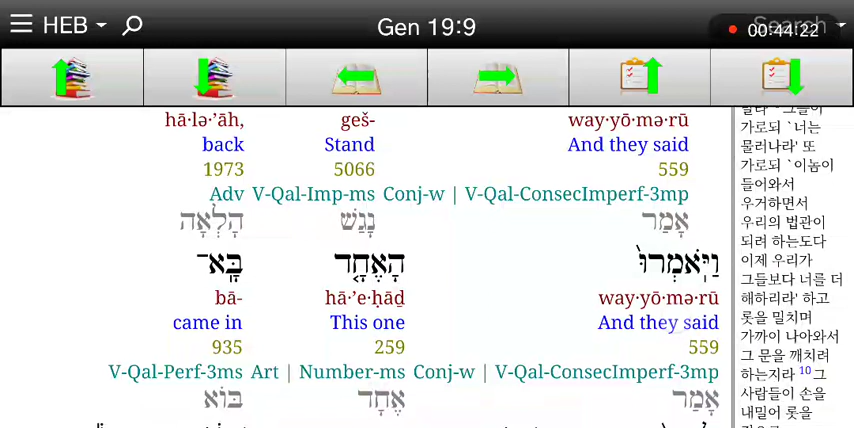 HEB
Gen 19:9
Search
00:44:22
hā·lə·’āh, geš- way·yō·mə·rū
back Stand And they said
1973 5066 559
Adv V-Qal-Imp-ms Conj-w | V-Qal-ConsecImperf-3mp
אָמַר נָגַשׁ הָלְאָה
וַיֹּֽאמְרוּ֙ הָאֶחָ֤ד בָּֽא־
bā- hā·’e·ḥāḏ way·yō·mə·rū
came in This one And they said
935 259 559
V-Qal-Perf-3ms Art | Number-ms Conj-w | V-Qal-ConsecImperf-3mp
אָמַר אֶחָד בּוֹא
가로되 `너는
물러나라' 또
가로되 `이놈이
들어와서
우거하면서
우리의 법관이
되려 하는도다
이제 우리가
그들보다 너를 더
해하리라' 하고
롯을 밀치며
가까이 나아와서
그 문을 깨치려
하는지라 10 그
사람들이 손을
내밀어 롯을